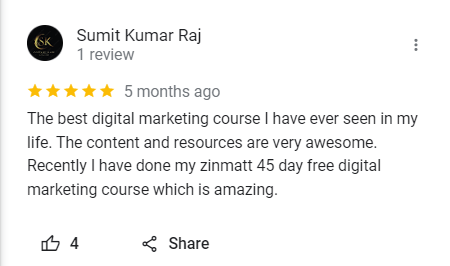 SK
Sumit Kumar Raj
1 review
5 months ago
The best digital marketing course I have ever seen in my
life. The content and resources are very awesome.
Recently I have done my zinmatt 45 day free digital
marketing course which is amazing.
4
Share